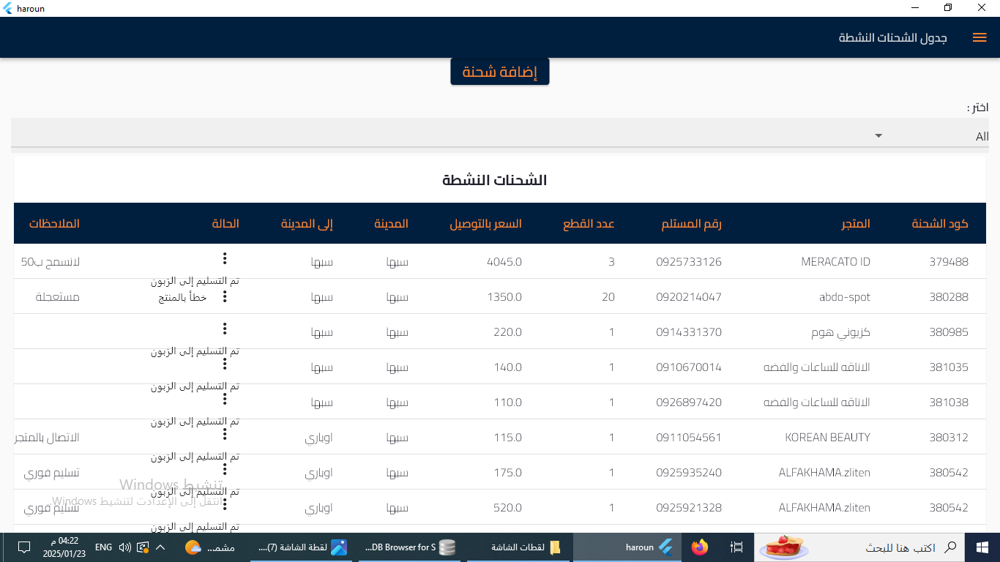 haroun
جدول الشحنات النشطة
إضافة شحنة
اختر :
All
الشحنات النشطة
كود الشحنة المتجر رقم المستلم عدد القطع السعر بالتوصيل المدينة إلى المدينة الحالة الملاحظات
379488 MERACATO ID 0925733126 3 4045.0 سبها سبها تم التسليم إلى الزبون لانسمح ب50
380288 abdo-spot 0920214047 20 1350.0 سبها سبها خطأ بالمنتج مستعجلة
380985 كزيوني هوم 0914331370 1 220.0 سبها سبها تم التسليم إلى الزبون
381035 الاناقه للساعات والفضه 0910670014 1 140.0 سبها سبها تم التسليم إلى الزبون
381038 الاناقه للساعات والفضه 0926897420 1 110.0 سبها سبها تم التسليم إلى الزبون
380312 KOREAN BEAUTY 0911054561 1 115.0 سبها اوباري تم التسليم إلى الزبون الاتصال بالمتجر
380542 ALFAKHAMA.zliten 0925935240 1 175.0 سبها اوباري تم التسليم إلى الزبون تسليم فوري
380542 ALFAKHAMA.zliten 0925921328 1 520.0 سبها اوباري تم التسليم إلى الزبون تسليم فوري
تنشيط Windows
انتقل إلى الإعدادت لتنشيط Windows.
اكتب هنا للبحث
haroun
لقطات الشاشة
DB Browser for S...
لقطة الشاشة (7)....
مشمـ...
ENG
04:22 م
2025/01/23